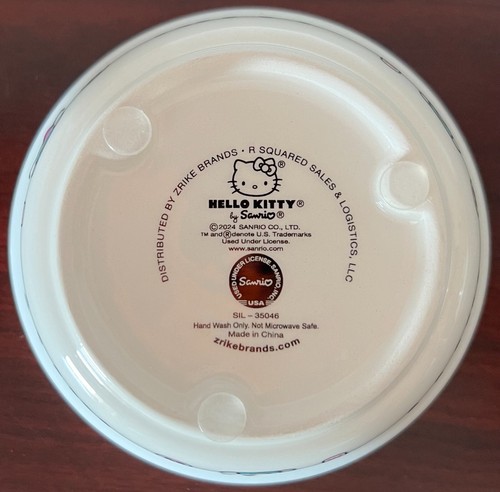 DISTRIBUTED BY ZRIKE BRANDS • R SQUARED SALES & LOGISTICS, LLC
®
HELLO KITTY®
by Sanrio®
©2024 SANRIO CO., LTD.
TM and ® denote U.S. Trademarks
Used Under License.
www.sanrio.com
USED UNDER LICENSE, SANRIO, INC.
Sanrio
USA
SIL – 35046
Hand Wash Only. Not Microwave Safe.
Made in China
zrikebrands.com